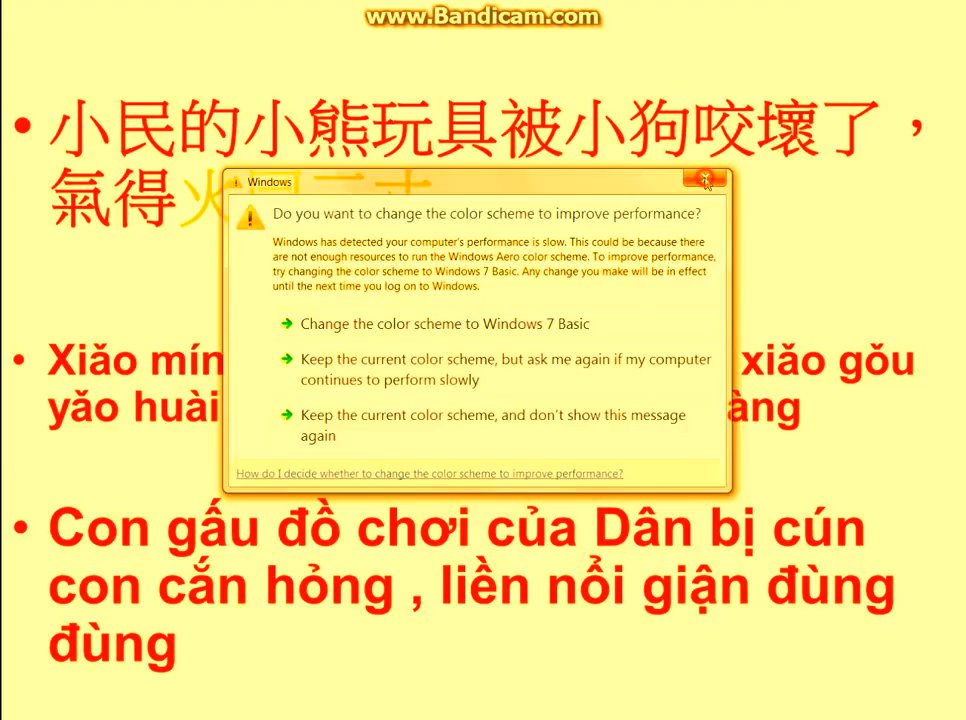 www.Bandicam.com
• 小民的小熊玩具被小狗咬壞了，
氣得火
Windows
Do you want to change the color scheme to improve performance?
Windows has detected your computer's performance is slow. This could be because there
are not enough resources to run the Windows Aero color scheme. To improve performance,
try changing the color scheme to Windows 7 Basic. Any change you make will be in effect
until the next time you log on to Windows.
Change the color scheme to Windows 7 Basic
Keep the current color scheme, but ask me again if my computer
continues to perform slowly
Keep the current color scheme, and don't show this message
again
How do I decide whether to change the color scheme to improve performance?
• Xiǎo mín xiǎo gǒu
yǎo huài àng
• Con gấu đồ chơi của Dân bị cún
con cắn hỏng , liền nổi giận đùng
đùng